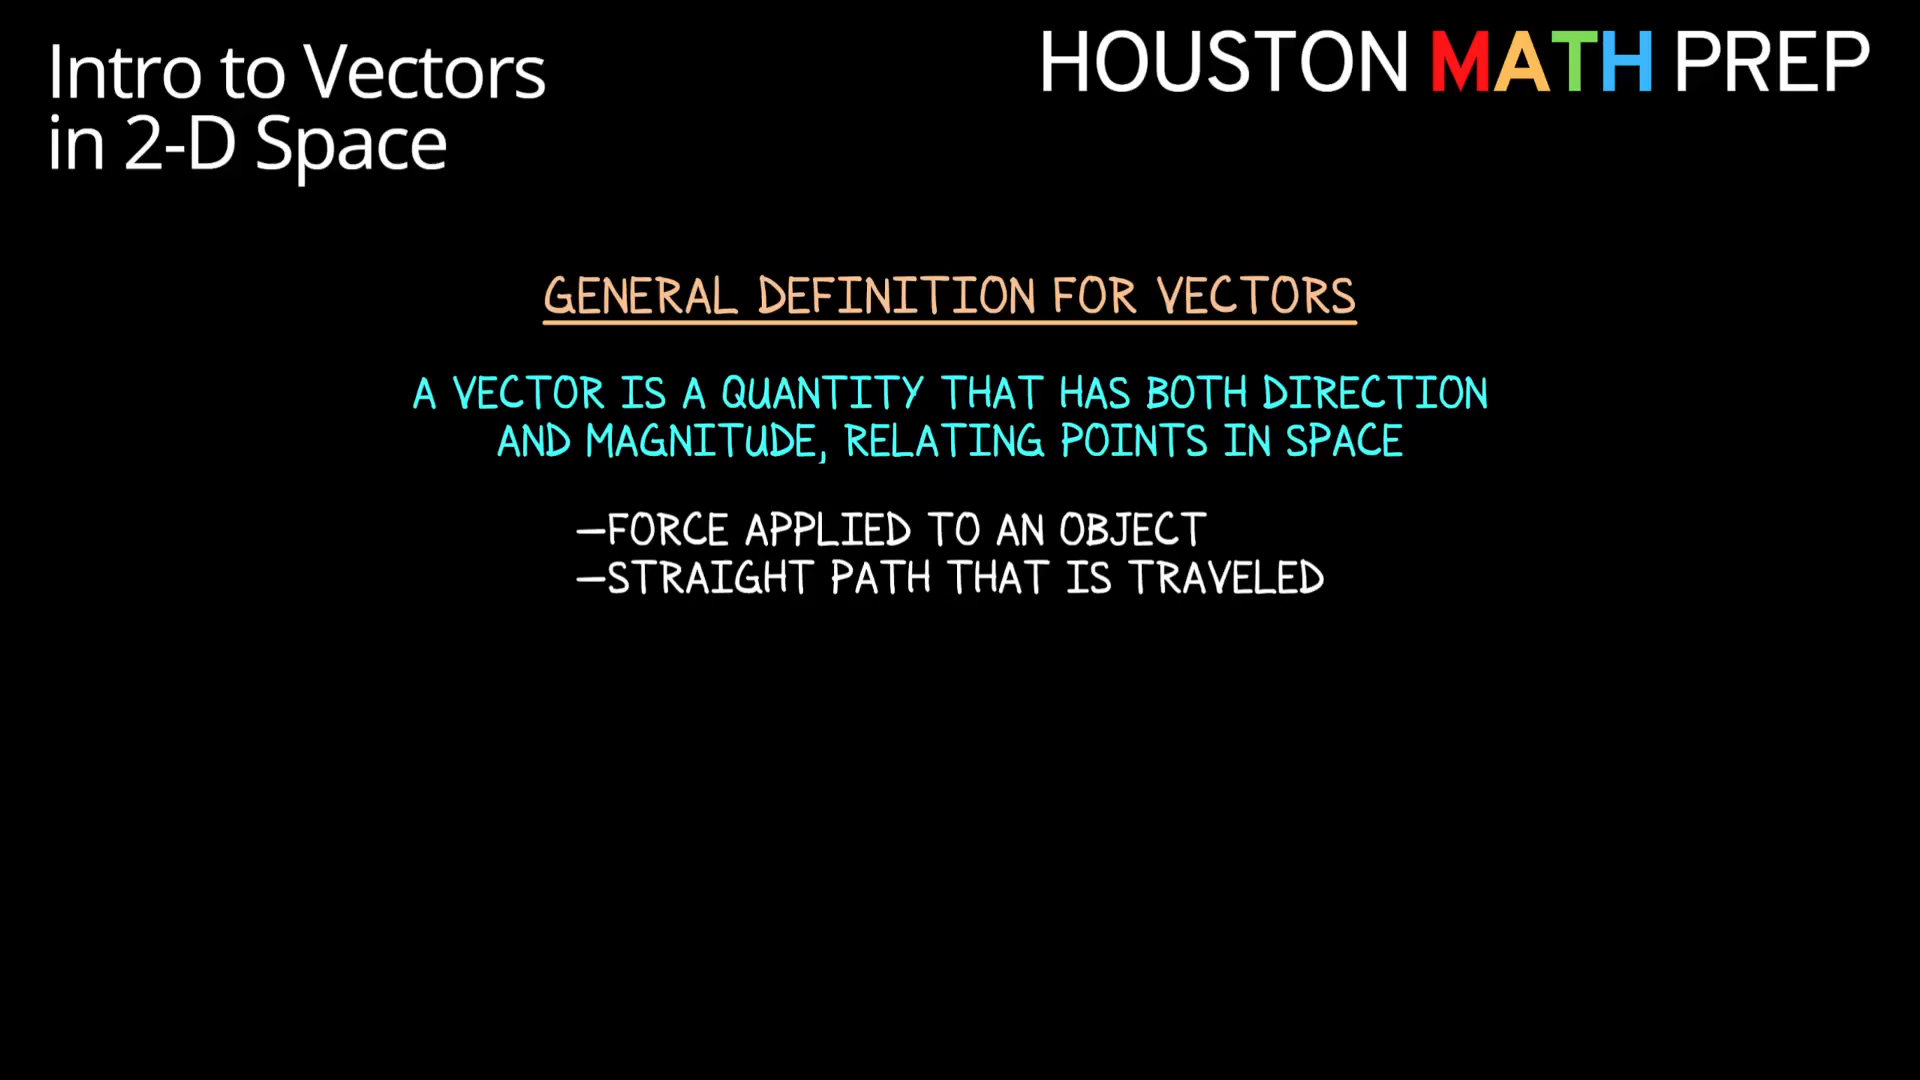 Intro to Vectors
in 2-D Space
HOUSTON MATH PREP
GENERAL DEFINITION FOR VECTORS
A VECTOR IS A QUANTITY THAT HAS BOTH DIRECTION
AND MAGNITUDE, RELATING POINTS IN SPACE
—FORCE APPLIED TO AN OBJECT
—STRAIGHT PATH THAT IS TRAVELED